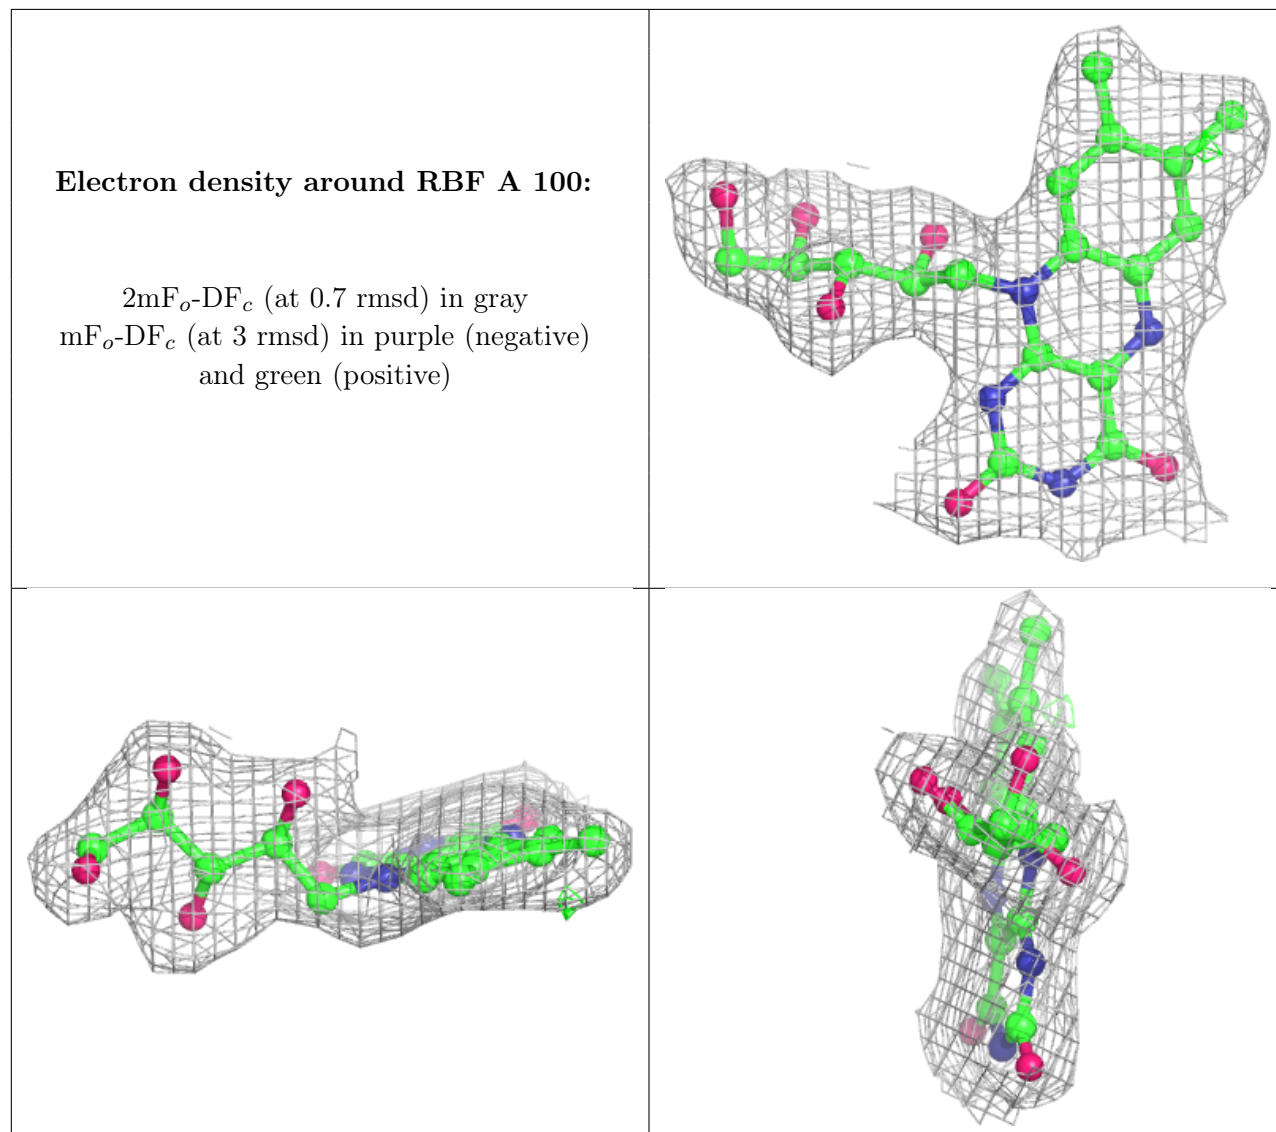 Electron density around RBF A 100:
2mFo-DFc (at 0.7 rmsd) in gray
mFo-DFc (at 3 rmsd) in purple (negative)
and green (positive)